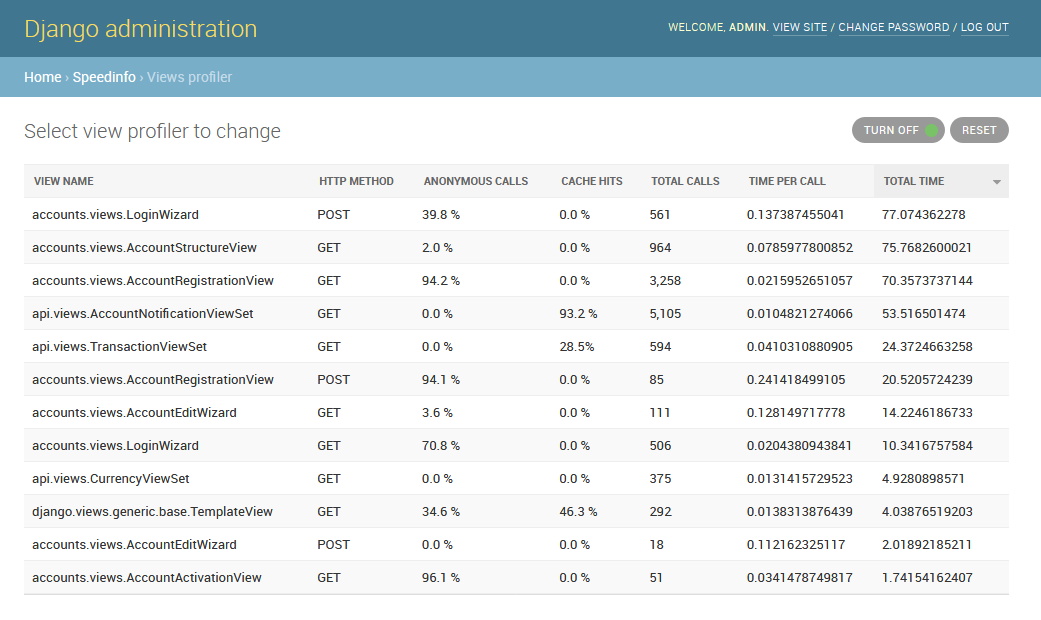 Django administration
WELCOME, ADMIN. VIEW SITE / CHANGE PASSWORD / LOG OUT
Home › Speedinfo › Views profiler
Select view profiler to change
TURN OFF RESET
VIEW NAME HTTP METHOD ANONYMOUS CALLS CACHE HITS TOTAL CALLS TIME PER CALL TOTAL TIME
accounts.views.LoginWizard POST 39.8 % 0.0 % 561 0.137387455041 77.074362278
accounts.views.AccountStructureView GET 2.0 % 0.0 % 964 0.0785977800852 75.7682600021
accounts.views.AccountRegistrationView GET 94.2 % 0.0 % 3,258 0.0215952651057 70.3573737144
api.views.AccountNotificationViewSet GET 0.0 % 93.2 % 5,105 0.0104821274066 53.516501474
api.views.TransactionViewSet GET 0.0 % 28.5% 594 0.0410310880905 24.3724663258
accounts.views.AccountRegistrationView POST 94.1 % 0.0 % 85 0.241418499105 20.5205724239
accounts.views.AccountEditWizard GET 3.6 % 0.0 % 111 0.128149717778 14.2246186733
accounts.views.LoginWizard GET 70.8 % 0.0 % 506 0.0204380943841 10.3416757584
api.views.CurrencyViewSet GET 0.0 % 0.0 % 375 0.0131415729523 4.9280898571
django.views.generic.base.TemplateView GET 34.6 % 46.3 % 292 0.0138313876439 4.03876519203
accounts.views.AccountEditWizard POST 0.0 % 0.0 % 18 0.112162325117 2.01892185211
accounts.views.AccountActivationView GET 96.1 % 0.0 % 51 0.0341478749817 1.74154162407